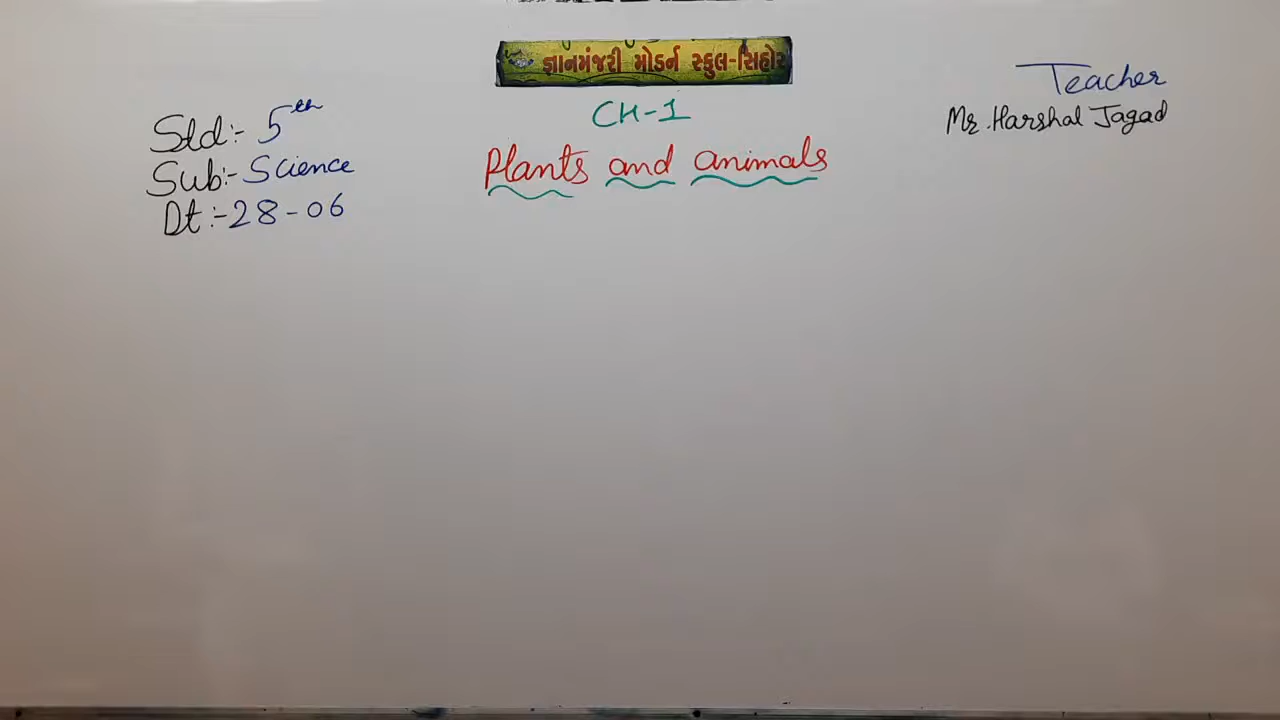 જ્ઞાનમંજરી મોડર્ન સ્કુલ-સિહોર
CH-1
Plants and animals
Std:- 5th
Sub:- Science
Dt:- 28-06
Teacher
Mr. Harshal Jagad